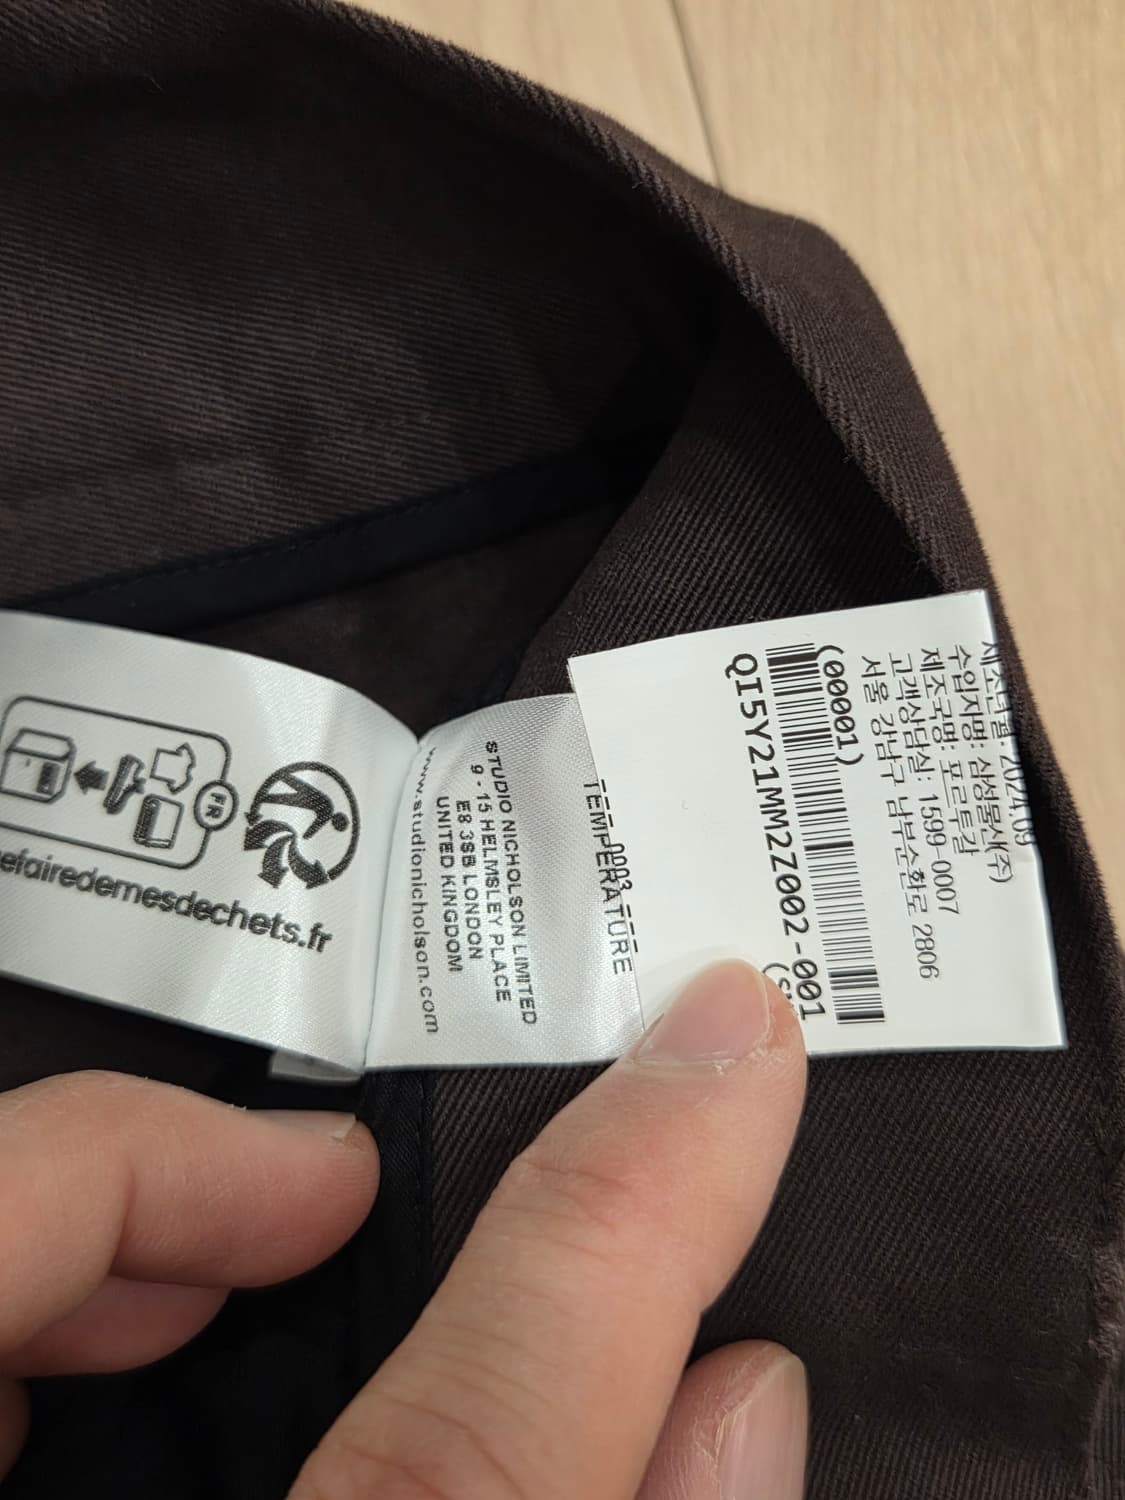 FR
efairedemesdechets.fr
STUDIO NICHOLSON LIMITED
9 - 15 HELMSLEY PLACE
E8 3SB LONDON
UNITED KINGDOM
www.studionicholson.com
TEMPERATURE
--- 0003 ---
제조년월: 2024.09
수입자명: 삼성물산(주)
제조국명: 포르투갈
고객상담실: 1599-0007
서울 강남구 남부순환로 2806
(00001)
QI5Y21MM2Z002-001